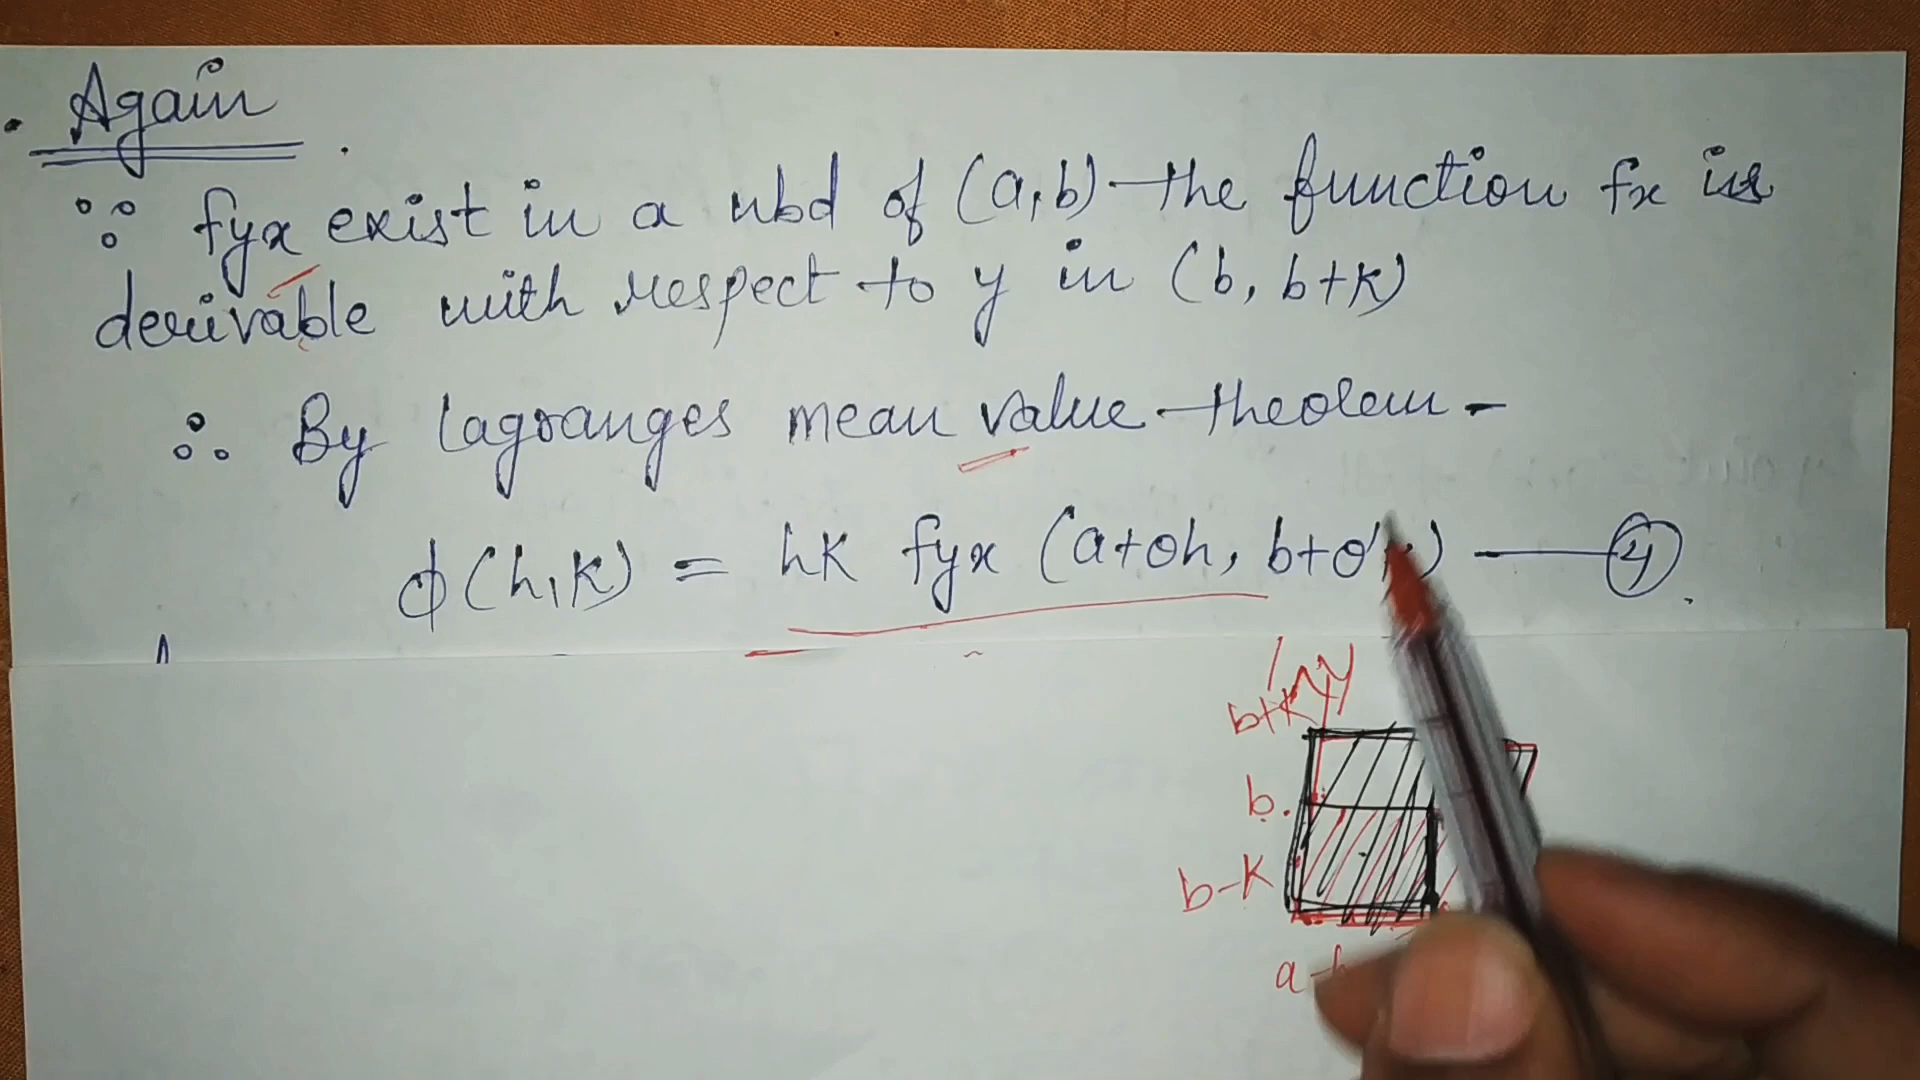 Again
∵ fyx exist in a nbd of (a,b) the function fx is
derivable with respect to y in (b, b+k)
∴ By Lagranges mean value theorem -
ϕ(h,k) = hk fyx (a+θh, b+θ'k) — ④
b+k
b.
b-k